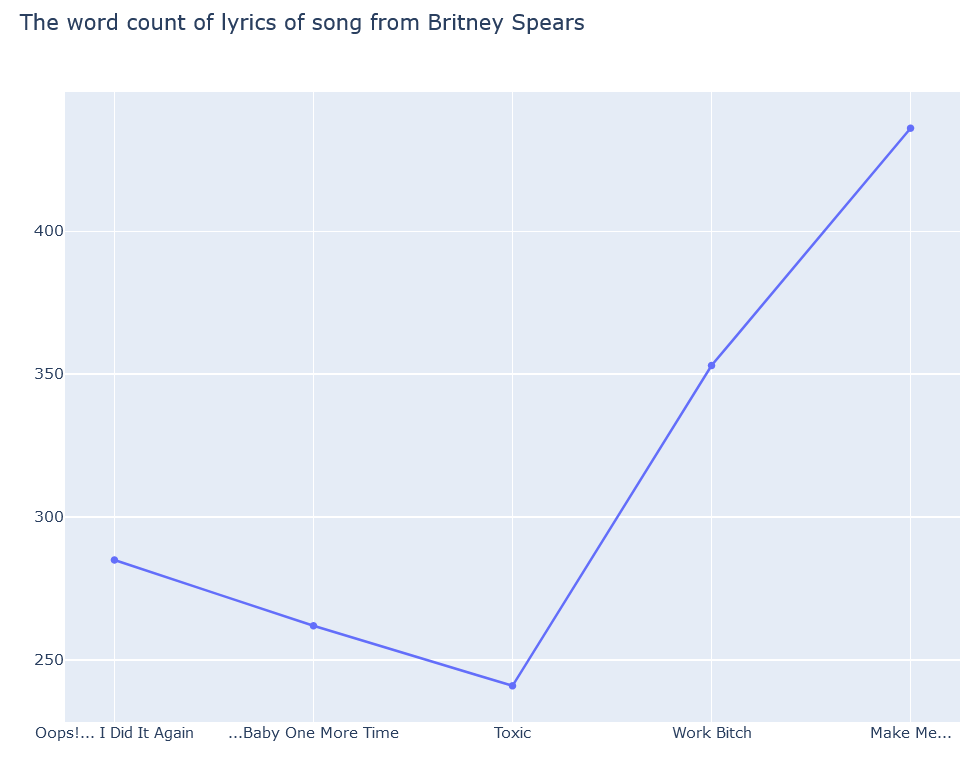 The word count of lyrics of song from Britney Spears
400
350
300
250
Oops!... I Did It Again ...Baby One More Time Toxic Work Bitch Make Me...